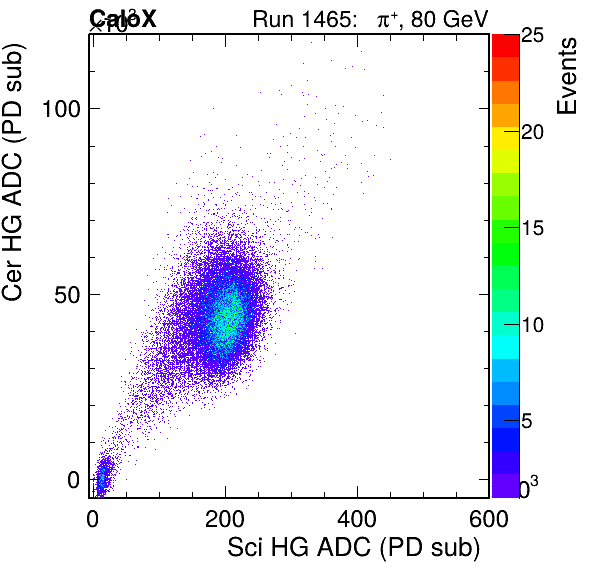 CaloX
×10³
Run 1465: π⁺, 80 GeV
Cer HG ADC (PD sub)
100
50
0
0 200 400 600
Sci HG ADC (PD sub)
Events
25
20
15
10
5
0³